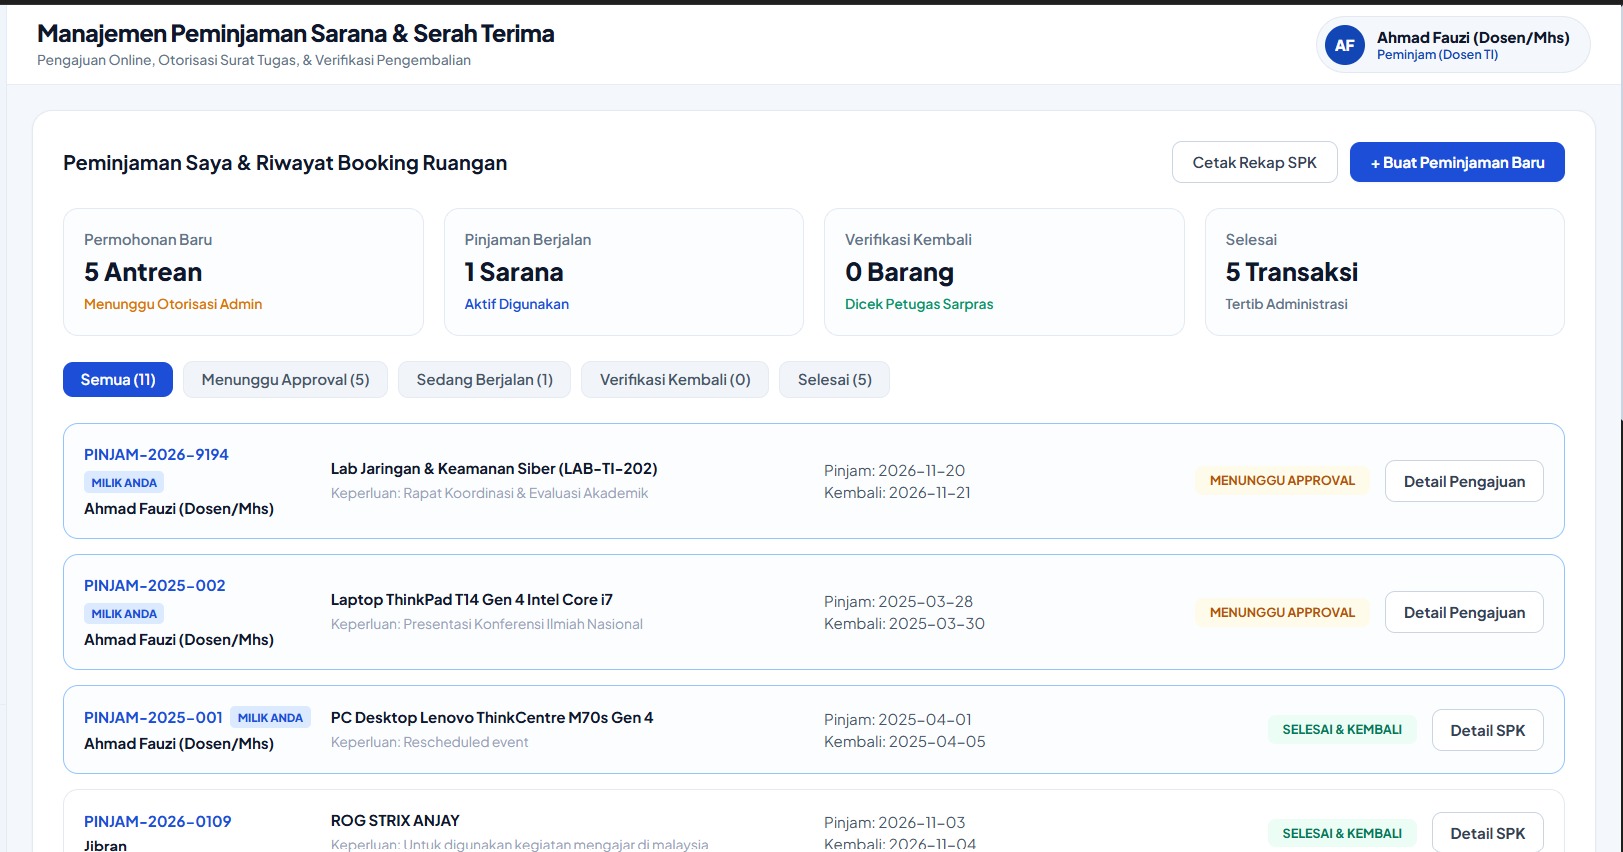 Manajemen Peminjaman Sarana & Serah Terima
Pengajuan Online, Otorisasi Surat Tugas, & Verifikasi Pengembalian
AF
Ahmad Fauzi (Dosen/Mhs)
Peminjam (Dosen TI)
Peminjaman Saya & Riwayat Booking Ruangan
Cetak Rekap SPK
+ Buat Peminjaman Baru
Permohonan Baru
5 Antrean
Menunggu Otorisasi Admin
Pinjaman Berjalan
1 Sarana
Aktif Digunakan
Verifikasi Kembali
0 Barang
Dicek Petugas Sarpras
Selesai
5 Transaksi
Tertib Administrasi
Semua (11)
Menunggu Approval (5)
Sedang Berjalan (1)
Verifikasi Kembali (0)
Selesai (5)
PINJAM-2026-9194
MILIK ANDA
Ahmad Fauzi (Dosen/Mhs)
Lab Jaringan & Keamanan Siber (LAB-TI-202)
Keperluan: Rapat Koordinasi & Evaluasi Akademik
Pinjam: 2026-11-20
Kembali: 2026-11-21
MENUNGGU APPROVAL
Detail Pengajuan
PINJAM-2025-002
MILIK ANDA
Ahmad Fauzi (Dosen/Mhs)
Laptop ThinkPad T14 Gen 4 Intel Core i7
Keperluan: Presentasi Konferensi Ilmiah Nasional
Pinjam: 2025-03-28
Kembali: 2025-03-30
MENUNGGU APPROVAL
Detail Pengajuan
PINJAM-2025-001 MILIK ANDA
Ahmad Fauzi (Dosen/Mhs)
PC Desktop Lenovo ThinkCentre M70s Gen 4
Keperluan: Rescheduled event
Pinjam: 2025-04-01
Kembali: 2025-04-05
SELESAI & KEMBALI
Detail SPK
PINJAM-2026-0109
Jibran
ROG STRIX ANJAY
Keperluan: Untuk digunakan kegiatan mengajar di malaysia
Pinjam: 2026-11-03
Kembali: 2026-11-04
SELESAI & KEMBALI
Detail SPK